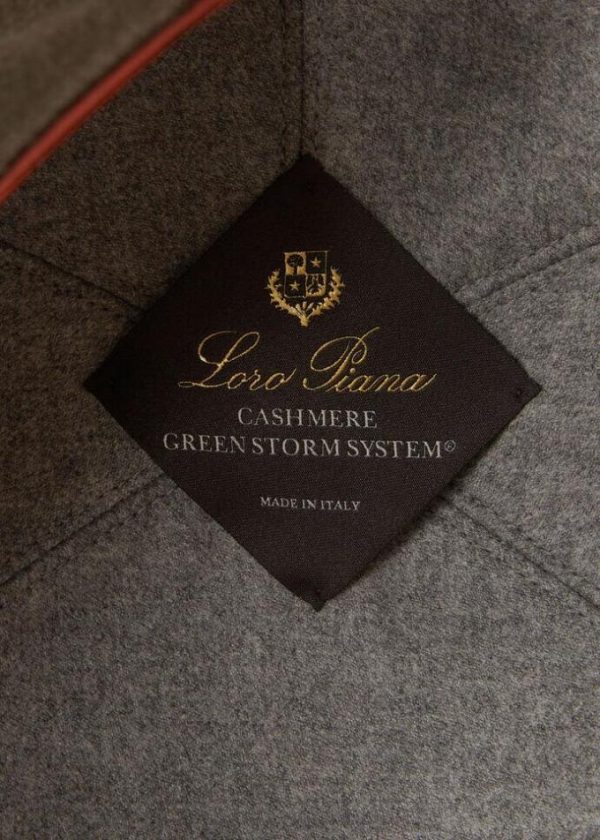 Loro Piana
CASHMERE
GREEN STORM SYSTEM®
MADE IN ITALY